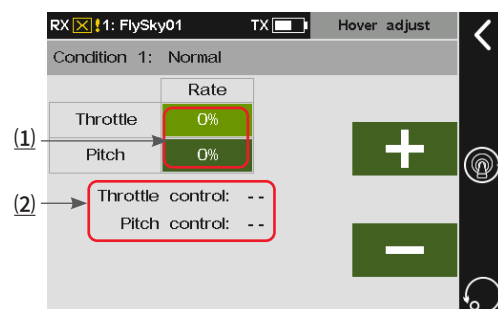 RX !1: FlySky01 TX Hover adjust
Condition 1: Normal
Rate
Throttle 0%
(1)
Pitch 0%
(2) Throttle control: --
Pitch control: --